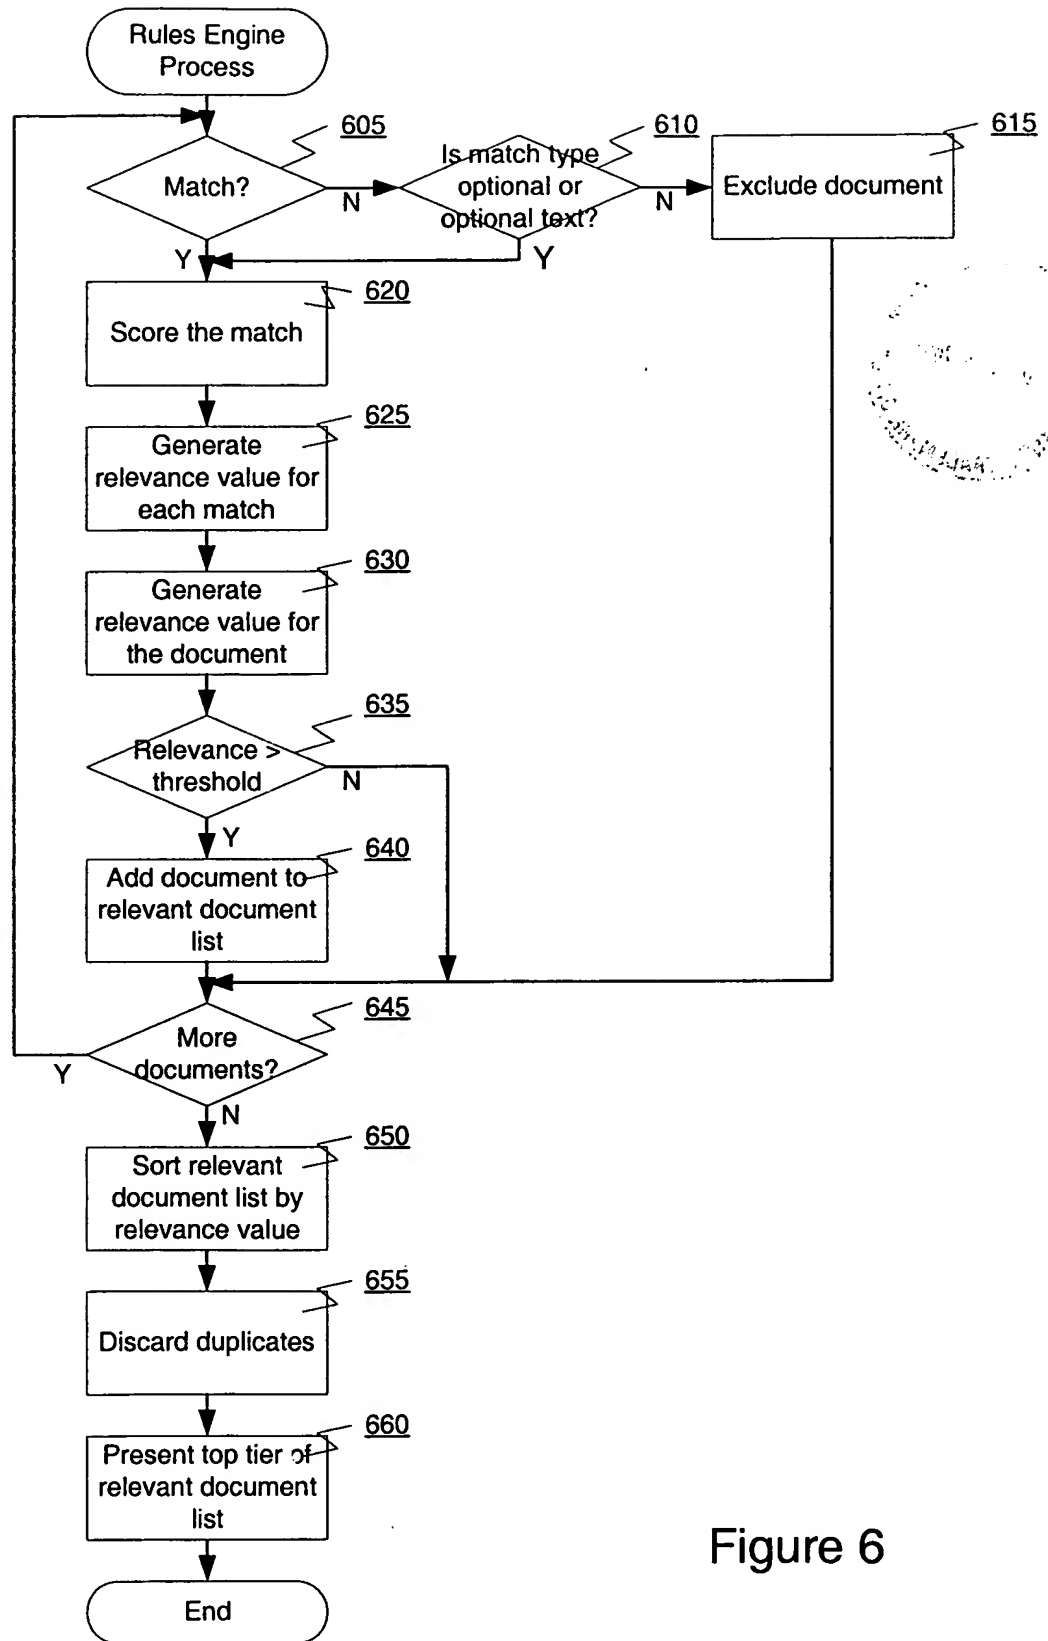 Rules Engine
Process
605
610
615
Match?
N
Is match type
optional or
optional text?
N
Exclude document
Y
Y
620
Score the match
625
Generate
relevance value for
each match
630
Generate
relevance value for
the document
635
Relevance >
threshold
N
Y
640
Add document to
relevant document
list
645
More
documents?
Y
N
650
Sort relevant
document list by
relevance value
655
Discard duplicates
660
Present top tier of
relevant document
list
End
Figure 6